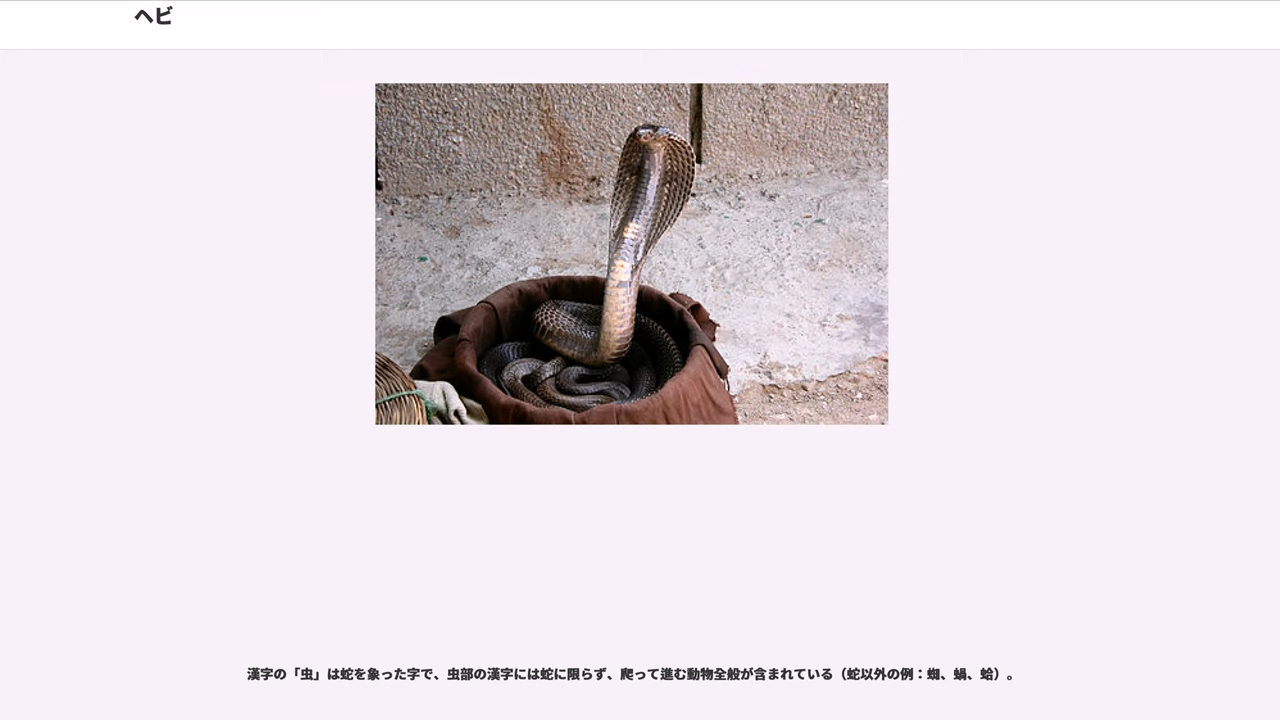 ヘビ
漢字の「虫」は蛇を象った字で、虫部の漢字には蛇に限らず、爬って進む動物全般が含まれている（蛇以外の例：蜘、蝸、蛤）。